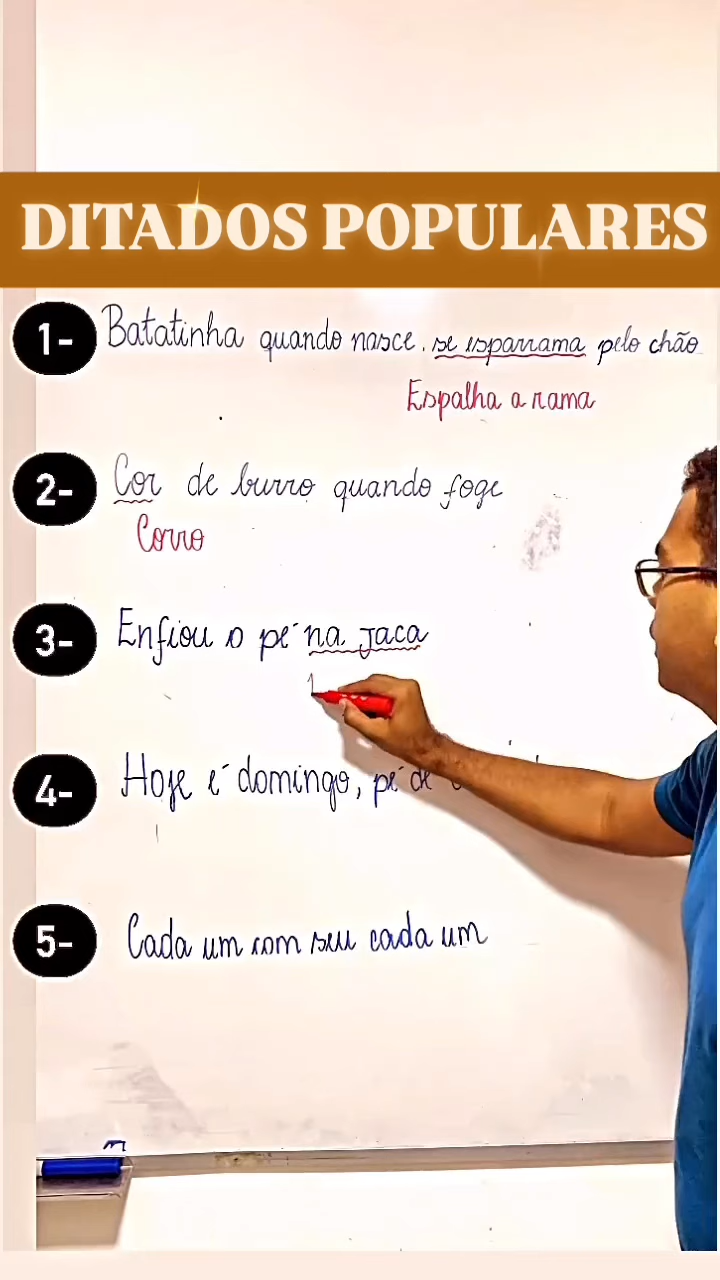 DITADOS POPULARES
1- Batatinha quando nasce, se esparrama pelo chão
Espalha a rama
2- Cor de burro quando foge
Corro
3- Enfiou o pé na jaca
4- Hoje é domingo, pé de
5- Cada um com seu cada um